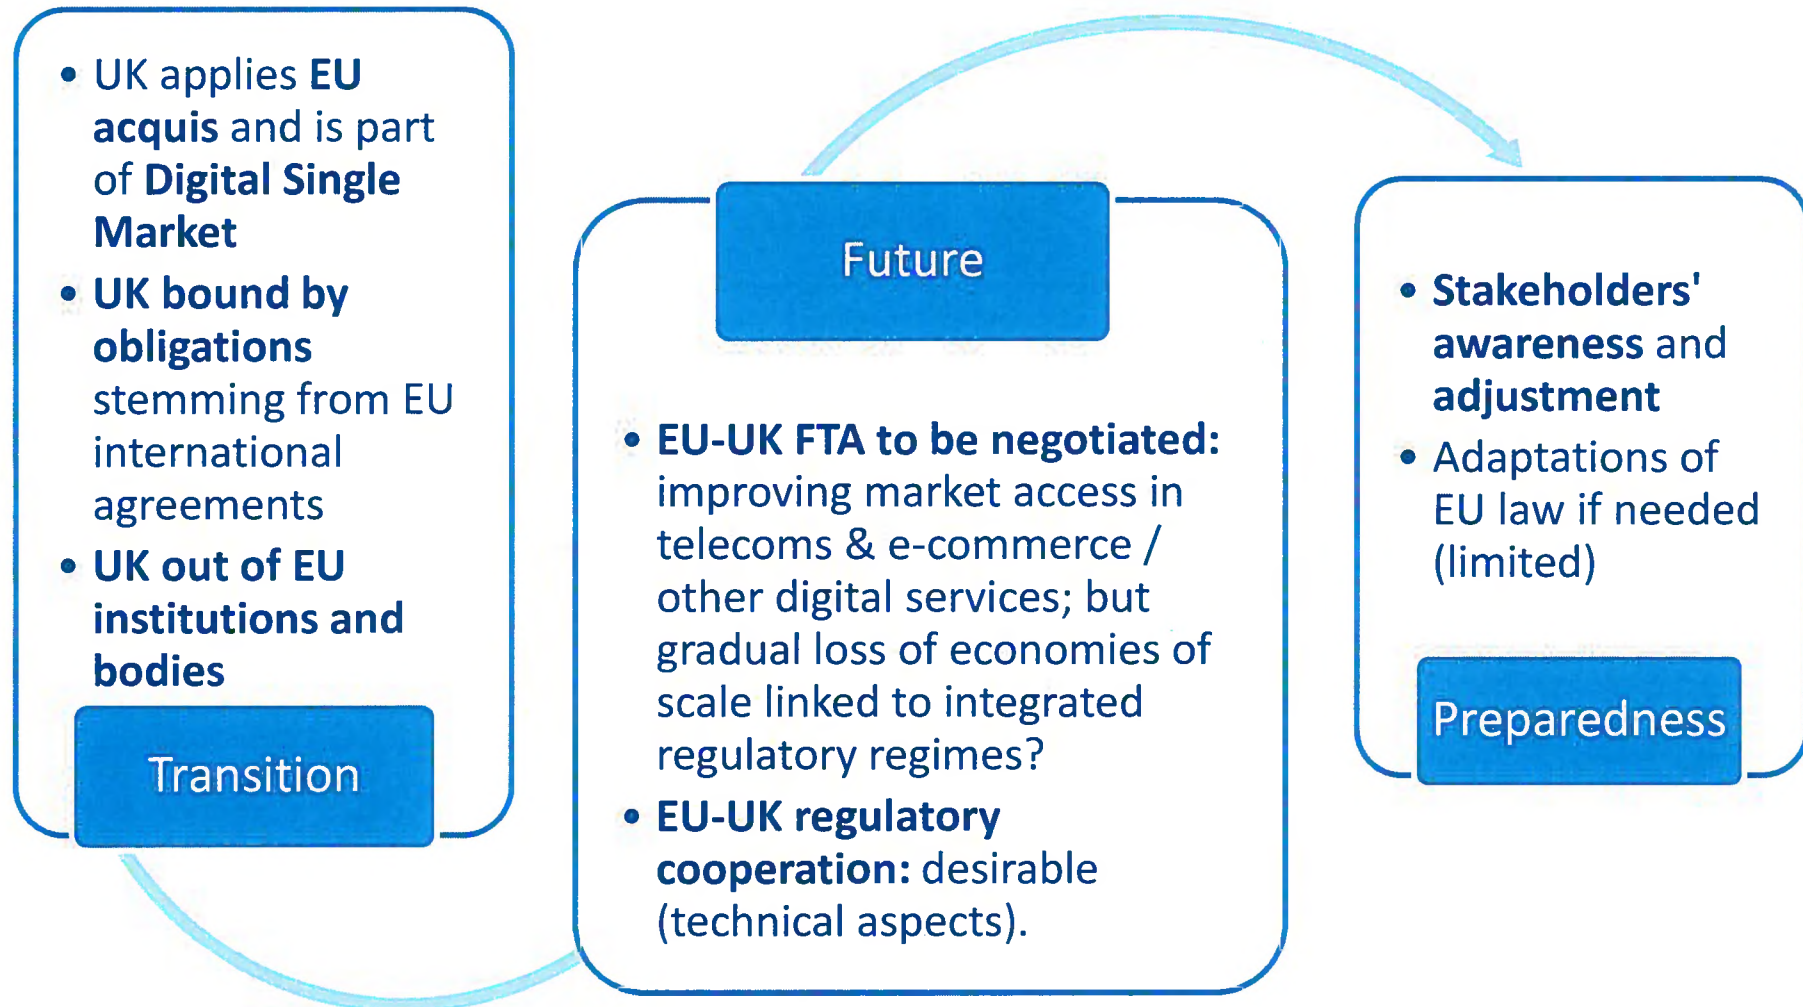 • UK applies EU
acquis and is part
of Digital Single
Market
• UK bound by
obligations
stemming from EU
international
agreements
• UK out of EU
institutions and
bodies
Transition
Future
• EU-UK FTA to be negotiated:
improving market access in
telecoms & e-commerce /
other digital services; but
gradual loss of economies of
scale linked to integrated
regulatory regimes?
• EU-UK regulatory
cooperation: desirable
(technical aspects).
• Stakeholders'
awareness and
adjustment
• Adaptations of
EU law if needed
(limited)
Preparedness